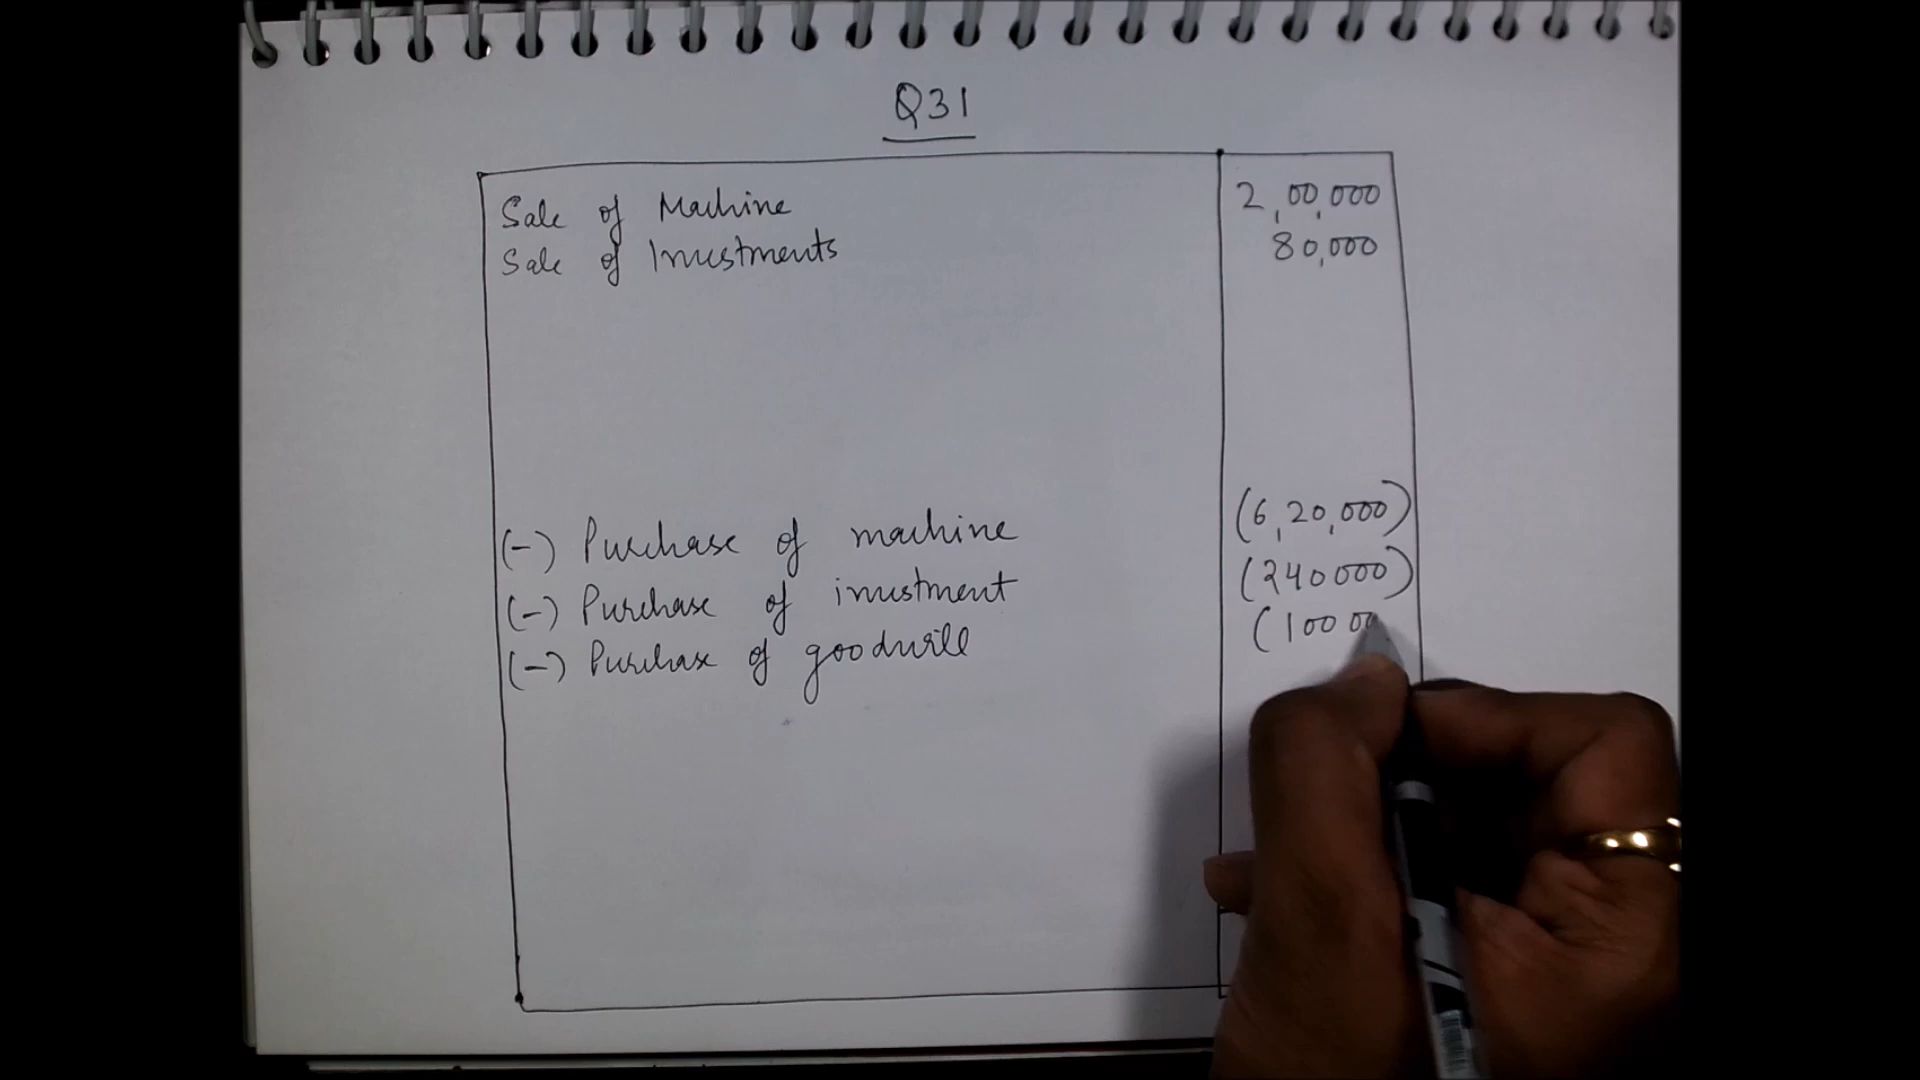 Q31
Sale of Machine 2,00,000
Sale of Investments 80,000
(-) Purchase of machine (6,20,000)
(-) Purchase of investment (240000)
(-) Purchase of goodwill (10000